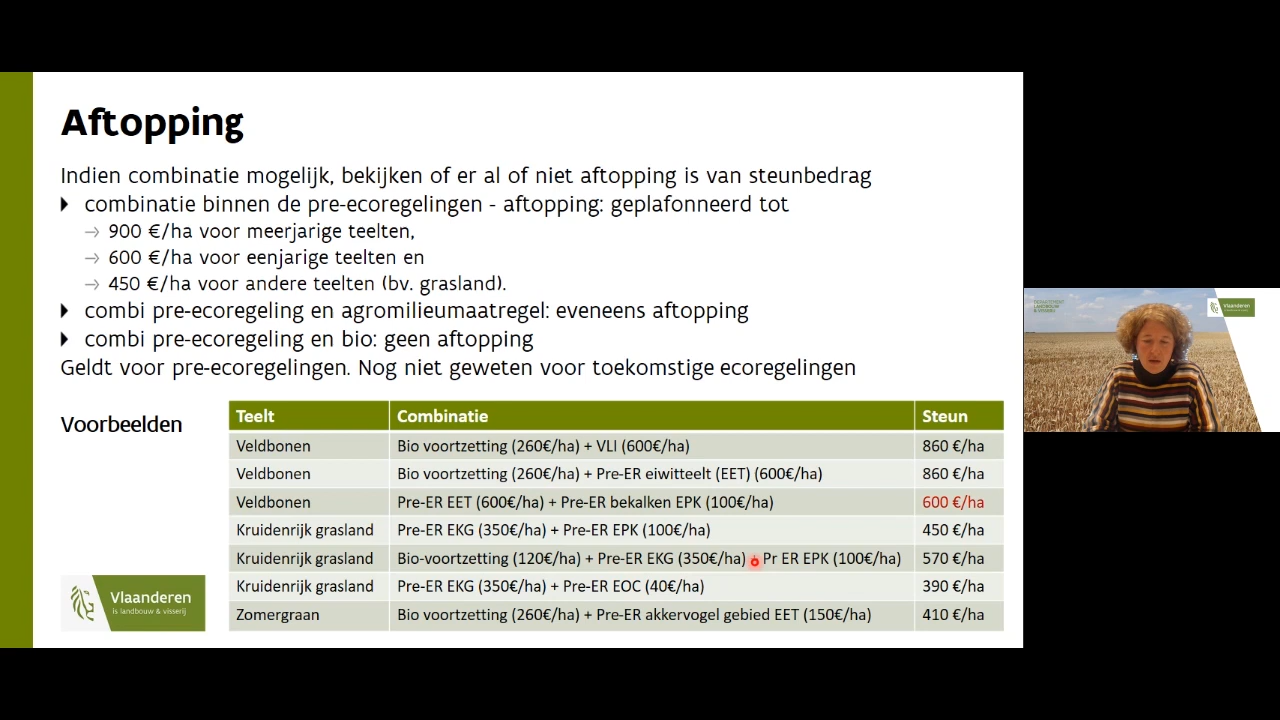 Aftopping
Indien combinatie mogelijk, bekijken of er al of niet aftopping is van steunbedrag
combinatie binnen de pre-ecoregelingen - aftopping: geplafonneerd tot
→ 900 €/ha voor meerjarige teelten,
→ 600 €/ha voor eenjarige teelten en
→ 450 €/ha voor andere teelten (bv. grasland).
combi pre-ecoregeling en agromilieumaatregel: eveneens aftopping
combi pre-ecoregeling en bio: geen aftopping
Geldt voor pre-ecoregelingen. Nog niet geweten voor toekomstige ecoregelingen
Voorbeelden
Teelt Combinatie Steun
Veldbonen Bio voortzetting (260€/ha) + VLI (600€/ha) 860 €/ha
Veldbonen Bio voortzetting (260€/ha) + Pre-ER eiwitteelt (EET) (600€/ha) 860 €/ha
Veldbonen Pre-ER EET (600€/ha) + Pre-ER bekalken EPK (100€/ha) 600 €/ha
Kruidenrijk grasland Pre-ER EKG (350€/ha) + Pre-ER EPK (100€/ha) 450 €/ha
Kruidenrijk grasland Bio-voortzetting (120€/ha) + Pre-ER EKG (350€/ha) Pr ER EPK (100€/ha) 570 €/ha
Kruidenrijk grasland Pre-ER EKG (350€/ha) + Pre-ER EOC (40€/ha) 390 €/ha
Zomergraan Bio voortzetting (260€/ha) + Pre-ER akkervogel gebied EET (150€/ha) 410 €/ha
Vlaanderen
is landbouw & visserij
DEPARTEMENT
LANDBOUW
& VISSERIJ
Vlaanderen